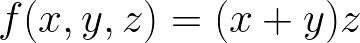 f(x, y, z) = (x + y)z